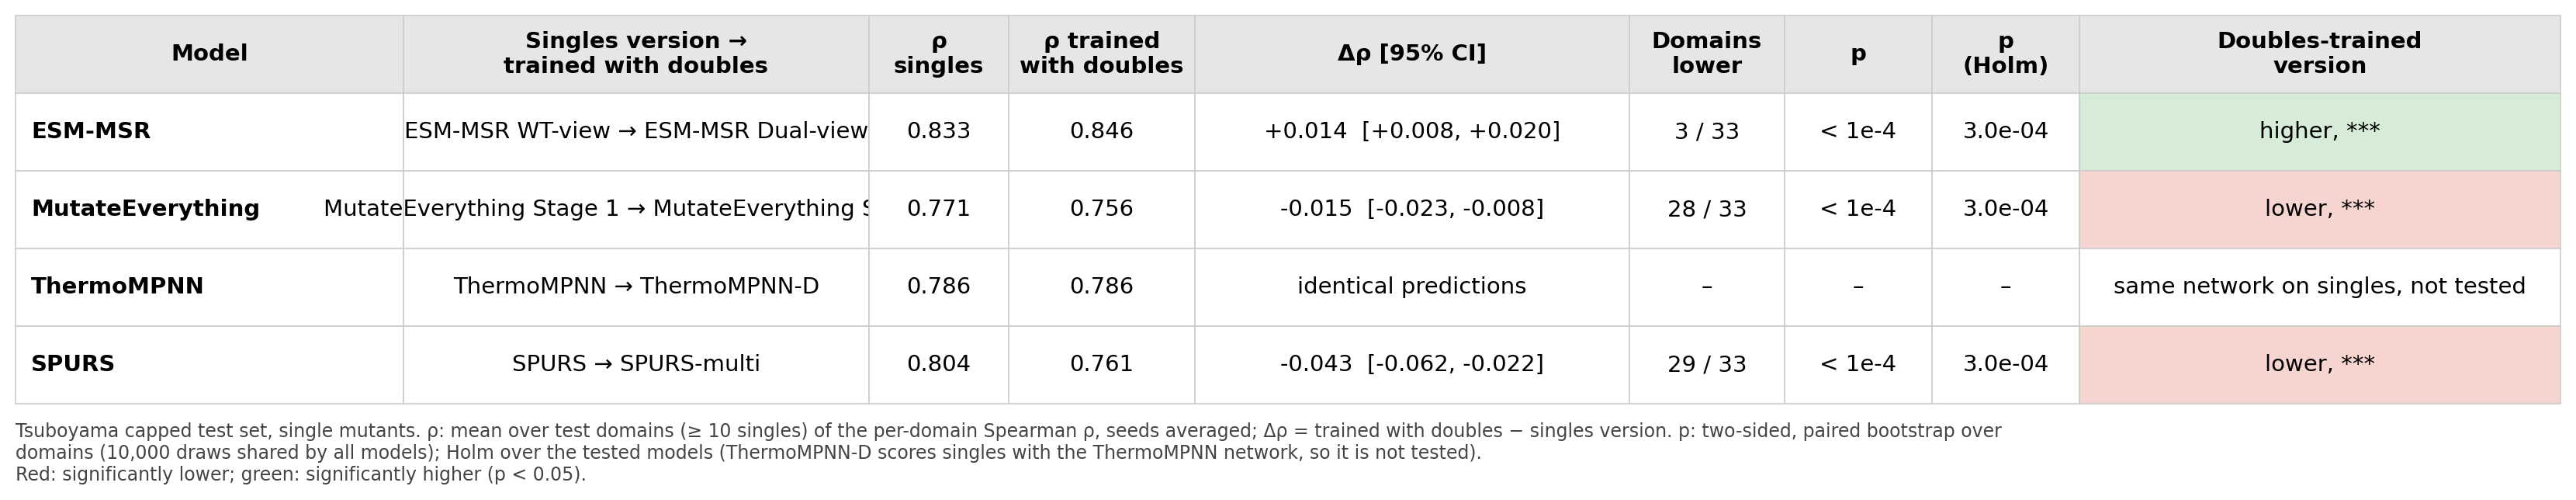 Model
Singles version →
trained with doubles
ρ
singles
ρ trained
with doubles
Δρ [95% CI]
Domains
lower
p
p
(Holm)
Doubles-trained
version
ESM-MSR ESM-MSR WT-view → ESM-MSR Dual-view 0.833 0.846 +0.014 [+0.008, +0.020] 3 / 33 < 1e-4 3.0e-04 higher, ***
MutateEverything MutateEverything Stage 1 → MutateEverything 0.771 0.756 -0.015 [-0.023, -0.008] 28 / 33 < 1e-4 3.0e-04 lower, ***
ThermoMPNN ThermoMPNN → ThermoMPNN-D 0.786 0.786 identical predictions – – – same network on singles, not tested
SPURS SPURS → SPURS-multi 0.804 0.761 -0.043 [-0.062, -0.022] 29 / 33 < 1e-4 3.0e-04 lower, ***
Tsuboyama capped test set, single mutants. ρ: mean over test domains (≥ 10 singles) of the per-domain Spearman ρ, seeds averaged; Δρ = trained with doubles − singles version. p: two-sided, paired bootstrap over
domains (10,000 draws shared by all models); Holm over the tested models (ThermoMPNN-D scores singles with the ThermoMPNN network, so it is not tested).
Red: significantly lower; green: significantly higher (p < 0.05).